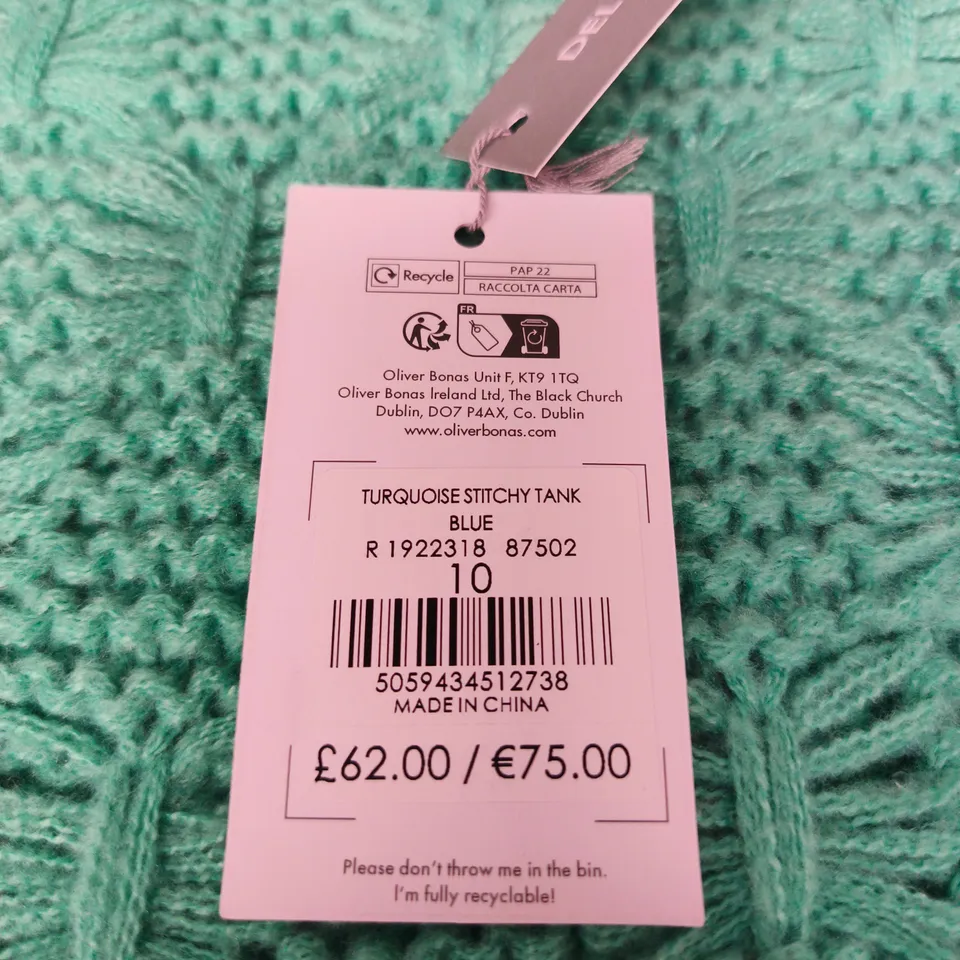 Recycle
PAP 22
RACCOLTA CARTA
FR
Oliver Bonas Unit F, KT9 1TQ
Oliver Bonas Ireland Ltd, The Black Church
Dublin, DO7 P4AX, Co. Dublin
www.oliverbonas.com
TURQUOISE STITCHY TANK
BLUE
R 1922318 87502
10
5059434512738
MADE IN CHINA
£62.00 / €75.00
Please don't throw me in the bin.
I'm fully recyclable!